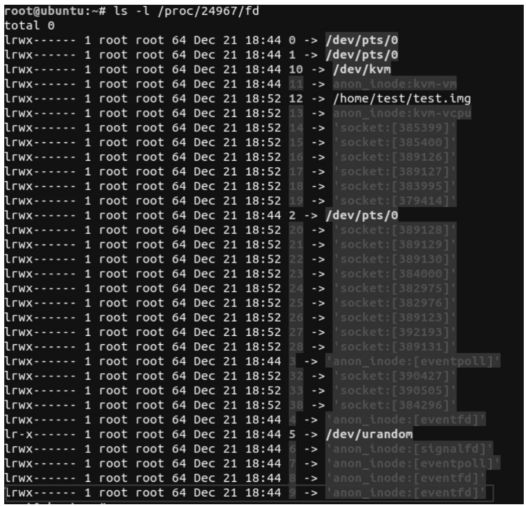 root@ubuntu:~# ls -l /proc/24967/fd
total 0
lrwx------ 1 root root 64 Dec 21 18:44 0 -> /dev/pts/0
lrwx------ 1 root root 64 Dec 21 18:44 1 -> /dev/pts/0
lrwx------ 1 root root 64 Dec 21 18:44 10 -> /dev/kvm
lrwx------ 1 root root 64 Dec 21 18:44 11 -> anon_inode:kvm-vm
lrwx------ 1 root root 64 Dec 21 18:52 12 -> /home/test/test.img
lrwx------ 1 root root 64 Dec 21 18:44 13 -> anon_inode:kvm-vcpu
lrwx------ 1 root root 64 Dec 21 18:52 14 -> 'socket:[385399]'
lrwx------ 1 root root 64 Dec 21 18:52 15 -> 'socket:[385400]'
lrwx------ 1 root root 64 Dec 21 18:52 16 -> 'socket:[389126]'
lrwx------ 1 root root 64 Dec 21 18:52 17 -> 'socket:[389127]'
lrwx------ 1 root root 64 Dec 21 18:52 18 -> 'socket:[383995]'
lrwx------ 1 root root 64 Dec 21 18:52 19 -> 'socket:[379414]'
lrwx------ 1 root root 64 Dec 21 18:44 2 -> /dev/pts/0
lrwx------ 1 root root 64 Dec 21 18:52 20 -> 'socket:[389128]'
lrwx------ 1 root root 64 Dec 21 18:52 21 -> 'socket:[389129]'
lrwx------ 1 root root 64 Dec 21 18:52 22 -> 'socket:[389130]'
lrwx------ 1 root root 64 Dec 21 18:52 23 -> 'socket:[384000]'
lrwx------ 1 root root 64 Dec 21 18:52 24 -> 'socket:[382975]'
lrwx------ 1 root root 64 Dec 21 18:52 25 -> 'socket:[382976]'
lrwx------ 1 root root 64 Dec 21 18:52 26 -> 'socket:[389123]'
lrwx------ 1 root root 64 Dec 21 18:52 27 -> 'socket:[392193]'
lrwx------ 1 root root 64 Dec 21 18:52 28 -> 'socket:[389131]'
lrwx------ 1 root root 64 Dec 21 18:44 3 -> 'anon_inode:[eventpoll]'
lrwx------ 1 root root 64 Dec 21 18:52 32 -> 'socket:[390427]'
lrwx------ 1 root root 64 Dec 21 18:52 33 -> 'socket:[390505]'
lrwx------ 1 root root 64 Dec 21 18:52 38 -> 'socket:[384296]'
lrwx------ 1 root root 64 Dec 21 18:44 4 -> 'anon_inode:[eventfd]'
lr-x------ 1 root root 64 Dec 21 18:44 5 -> /dev/urandom
lrwx------ 1 root root 64 Dec 21 18:44 6 -> 'anon_inode:[signalfd]'
lrwx------ 1 root root 64 Dec 21 18:44 7 -> 'anon_inode:[eventpoll]'
lrwx------ 1 root root 64 Dec 21 18:44 8 -> 'anon_inode:[eventfd]'
lrwx------ 1 root root 64 Dec 21 18:44 9 -> 'anon_inode:[eventfd]'